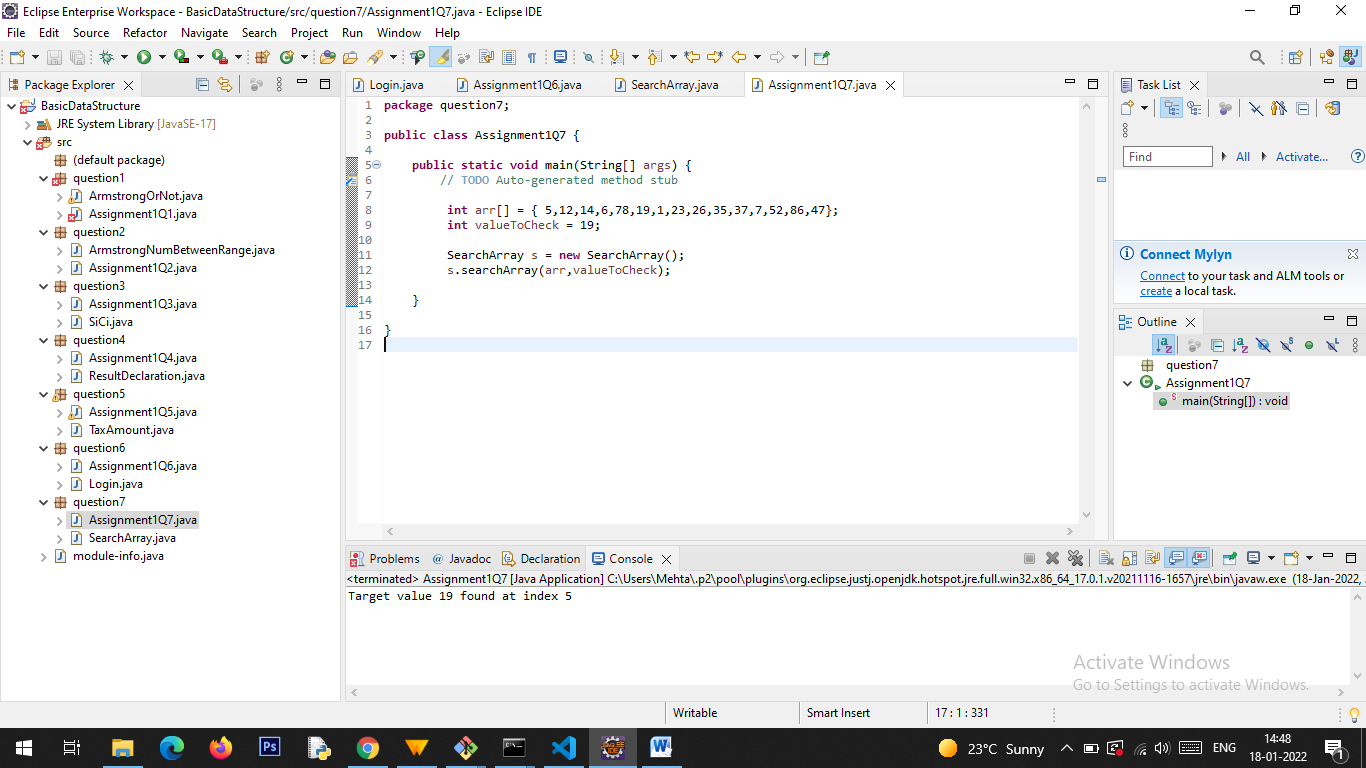 Eclipse Enterprise Workspace - BasicDataStructure/src/question7/Assignment1Q7.java - Eclipse IDE
File Edit Source Refactor Navigate Search Project Run Window Help
Package Explorer
BasicDataStructure
JRE System Library [JavaSE-17]
src
(default package)
question1
ArmstrongOrNot.java
Assignment1Q1.java
question2
ArmstrongNumBetweenRange.java
Assignment1Q2.java
question3
Assignment1Q3.java
SiCi.java
question4
Assignment1Q4.java
ResultDeclaration.java
question5
Assignment1Q5.java
TaxAmount.java
question6
Assignment1Q6.java
Login.java
question7
Assignment1Q7.java
SearchArray.java
module-info.java
Login.java Assignment1Q6.java SearchArray.java Assignment1Q7.java
1 package question7;
2
3 public class Assignment1Q7 {
4
5 public static void main(String[] args) {
6 // TODO Auto-generated method stub
7
8 int arr[] = { 5,12,14,6,78,19,1,23,26,35,37,7,52,86,47};
9 int valueToCheck = 19;
10
11 SearchArray s = new SearchArray();
12 s.searchArray(arr,valueToCheck);
13
14 }
15
16 }
17
Task List
Find All Activate...
Connect Mylyn
Connect to your task and ALM tools or
create a local task.
Outline
question7
Assignment1Q7
main(String[]) : void
Problems @ Javadoc Declaration Console
<terminated> Assignment1Q7 [Java Application] C:\Users\Mehta\.p2\pool\plugins\org.eclipse.justj.openjdk.hotspot.jre.full.win32.x86_64_17.0.1.v20211116-1657\jre\bin\javaw.exe (18-Jan-2022,
Target value 19 found at index 5
Activate Windows
Go to Settings to activate Windows.
Writable Smart Insert 17 : 1 : 331
23°C Sunny ENG 14:48
18-01-2022